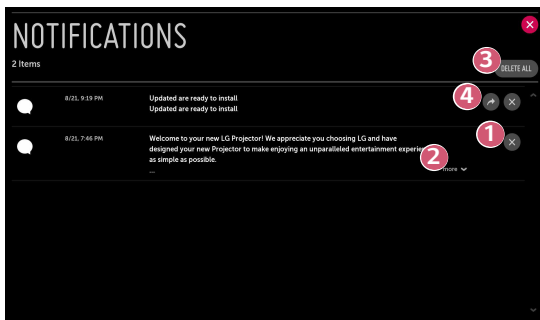 NOTIFICATIONS
2 Items
3
DELETE ALL
8/21, 9:19 PM
Updated are ready to install
Updated are ready to install
4
8/21, 7:46 PM
Welcome to your new LG Projector! We appreciate you choosing LG and have
designed your new Projector to make enjoying an unparalleled entertainment
as simple as possible.
...
1
2
more